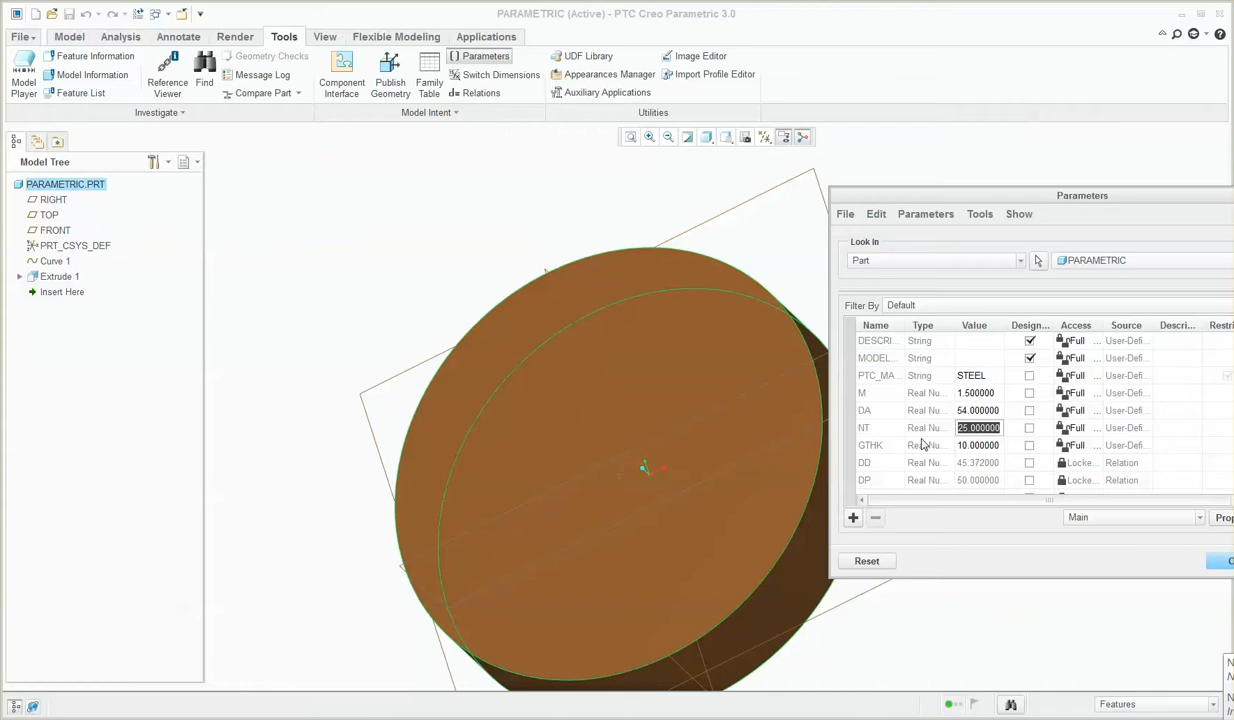 PARAMETRIC (Active) - PTC Creo Parametric 3.0
File Model Analysis Annotate Render Tools View Flexible Modeling Applications
Model Player
Feature Information
Model Information
Feature List
Reference Viewer
Find
Geometry Checks
Message Log
Compare Part
Investigate
Component Interface
Publish Geometry
Family Table
[ ] Parameters
Switch Dimensions
d= Relations
Model Intent
UDF Library
Appearances Manager
Auxiliary Applications
Image Editor
Import Profile Editor
Utilities
Model Tree
PARAMETRIC.PRT
RIGHT
TOP
FRONT
PRT_CSYS_DEF
Curve 1
Extrude 1
Insert Here
Parameters
File Edit Parameters Tools Show
Look In
Part PARAMETRIC
Filter By Default
Name Type Value Design... Access Source Descri... Restri
DESCRI... String Full ... User-Defi...
MODEL... String Full ... User-Defi...
PTC_MA... String STEEL Full ... User-Defi...
M Real Nu... 1.500000 Full ... User-Defi...
DA Real Nu... 54.000000 Full ... User-Defi...
NT Real Nu... 25.000000 Full ... User-Defi...
GTHK Real Nu... 10.000000 Full ... User-Defi...
DD Real Nu... 45.372000 Locke... Relation
DP Real Nu... 50.000000 Locke... Relation
Main Prop
Reset
Features